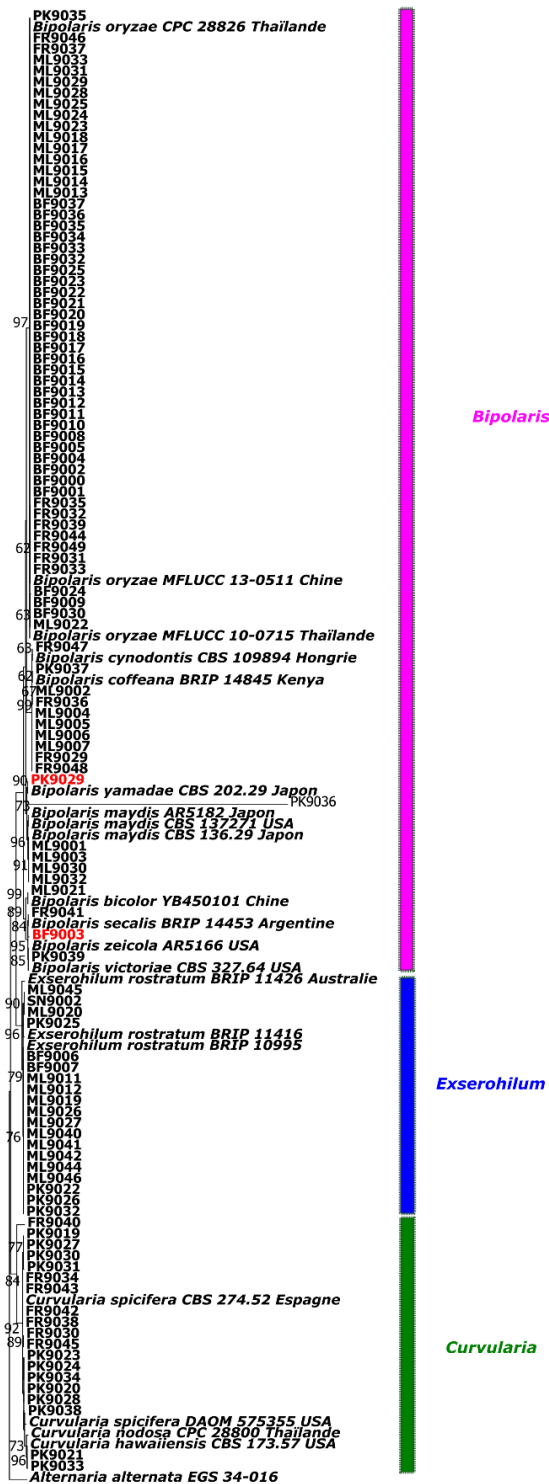 PK9035
Bipolaris oryzae CPC 28826 Thaïlande
FR9046
FR9037
ML9033
ML9031
ML9029
ML9028
ML9025
ML9024
ML9023
ML9018
ML9017
ML9016
ML9015
ML9014
ML9013
BF9037
BF9036
BF9035
BF9034
BF9033
BF9032
BF9025
BF9023
BF9022
BF9021
BF9020
97
BF9019
BF9018
BF9017
BF9016
BF9015
BF9014
BF9013
BF9012
BF9011
Bipolaris
BF9010
BF9008
BF9005
BF9004
BF9002
BF9000
BF9001
FR9035
FR9032
FR9039
FR9044
62
FR9049
FR9031
FR9033
Bipolaris oryzae MFLUCC 13-0511 Chine
BF9024
BF9009
63
BF9030
ML9022
Bipolaris oryzae MFLUCC 10-0715 Thaïlande
63
FR9047
Bipolaris cynodontis CBS 109894 Hongrie
62
PK9037
Bipolaris coffeana BRIP 14845 Kenya
67
ML9002
99
FR9036
ML9004
ML9005
ML9006
ML9007
FR9029
FR9048
90
PK9029
Bipolaris yamadae CBS 202.29 Japon
73
PK9036
Bipolaris maydis AR5182 Japon
Bipolaris maydis CBS 137271 USA
Bipolaris maydis CBS 136.29 Japon
96
ML9001
ML9003
91
ML9030
ML9032
99
ML9021
Bipolaris bicolor YB450101 Chine
89
FR9041
84
Bipolaris secalis BRIP 14453 Argentine
BF9003
95
Bipolaris zeicola AR5166 USA
85
PK9039
Bipolaris victoriae CBS 327.64 USA
Exserohilum rostratum BRIP 11426 Australie
ML9045
90
SN9002
ML9020
PK9025
96
Exserohilum rostratum BRIP 11416
Exserohilum rostratum BRIP 10995
BF9006
BF9007
79
ML9011
Exserohilum
ML9012
ML9019
ML9026
ML9027
76
ML9040
ML9041
ML9042
ML9044
ML9046
PK9022
PK9026
PK9032
FR9040
PK9019
77
PK9027
PK9030
PK9031
84
FR9034
FR9043
Curvularia spicifera CBS 274.52 Espagne
FR9042
FR9038
92
FR9030
89
FR9045
Curvularia
PK9023
PK9024
PK9034
PK9020
PK9028
PK9038
Curvularia spicifera DAOM 575355 USA
Curvularia nodosa CPC 28800 Thaïlande
73
Curvularia hawaiiensis CBS 173.57 USA
PK9021
96
PK9033
Alternaria alternata EGS 34-016